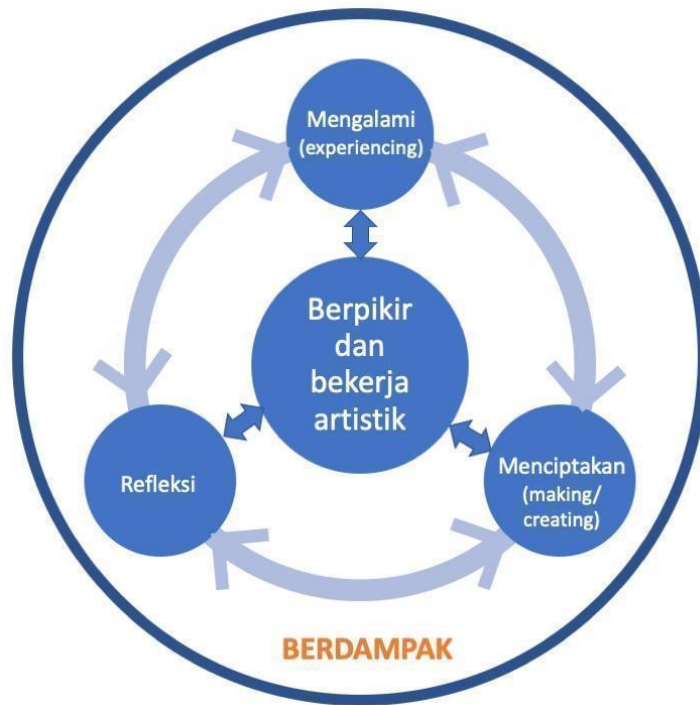 Mengalami
(experiencing)
Berpikir
dan
bekerja
artistik
Refleksi
Menciptakan
(making/
creating)
BERDAMPAK